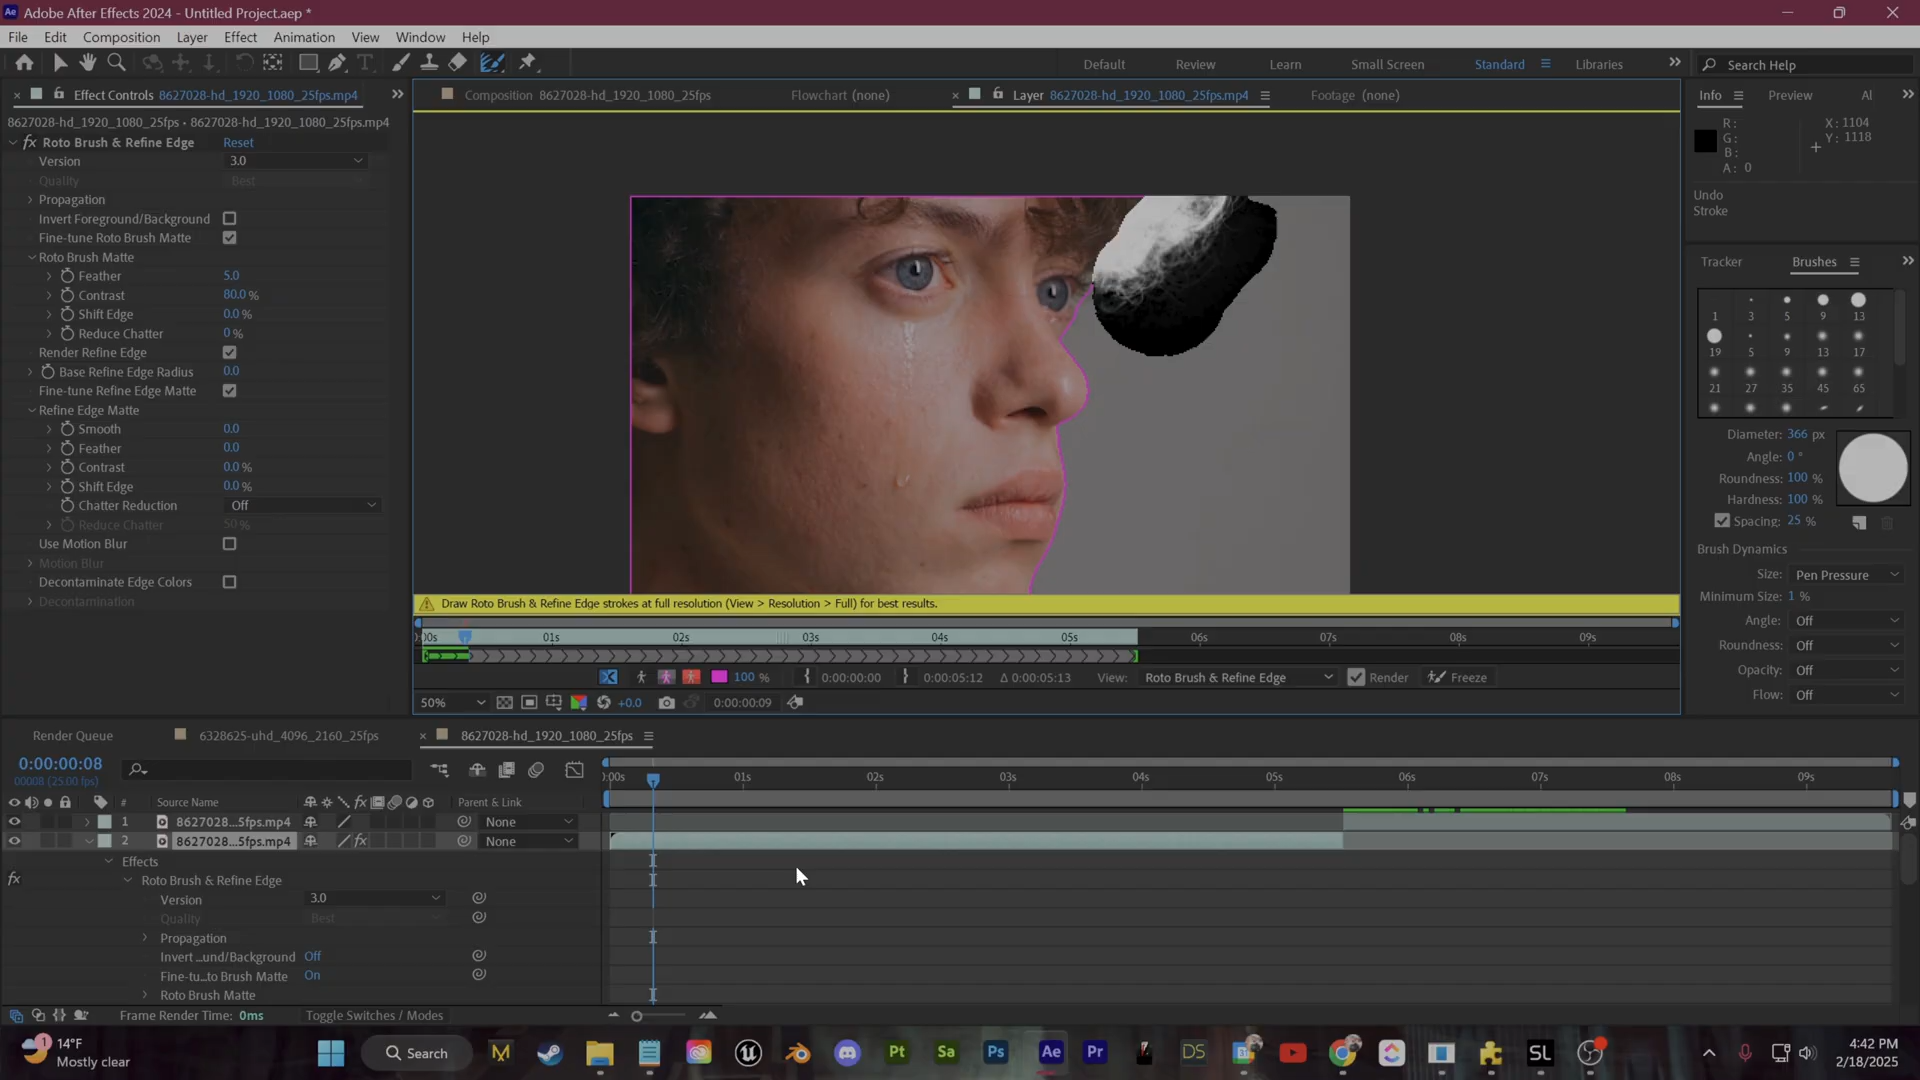 Adobe After Effects 2024 - Untitled Project.aep *
File Edit Composition Layer Effect Animation View Window Help
Default Review Learn Small Screen Standard Libraries Search Help
Effect Controls 8627028-hd_1920_1080_25fps.mp4
Composition 8627028-hd_1920_1080_25fps
Flowchart (none)
Layer 8627028-hd_1920_1080_25fps.mp4
Footage (none)
8627028-hd_1920_1080_25fps • 8627028-hd_1920_1080_25fps.mp4
fx Roto Brush & Refine Edge Reset
Version 3.0
Quality Best
Propagation
Invert Foreground/Background
Fine-tune Roto Brush Matte
Roto Brush Matte
Feather 5.0
Contrast 80.0 %
Shift Edge 0.0 %
Reduce Chatter 0 %
Render Refine Edge
Base Refine Edge Radius 0.0
Fine-tune Refine Edge Matte
Refine Edge Matte
Smooth 0.0
Feather 0.0
Contrast 0.0 %
Shift Edge 0.0 %
Chatter Reduction Off
Reduce Chatter 50 %
Use Motion Blur
Motion Blur
Decontaminate Edge Colors
Decontamination
Draw Roto Brush & Refine Edge strokes at full resolution (View > Resolution > Full) for best results.
:00s 01s 02s 03s 04s 05s 06s 07s 08s 09s
100 % 0:00:00:00 0:00:05:12 Δ 0:00:05:13 View: Roto Brush & Refine Edge Render Freeze
50% +0.0 0:00:00:09
Info Preview Al
R:
G:
B:
A: 0
X: 1104
Y: 1118
Undo
Stroke
Tracker Brushes
1 3 5 9 13
19 5 9 13 17
21 27 35 45 65
Diameter: 366 px
Angle: 0 °
Roundness: 100 %
Hardness: 100 %
Spacing: 25 %
Brush Dynamics
Size: Pen Pressure
Minimum Size: 1 %
Angle: Off
Roundness: Off
Opacity: Off
Flow: Off
Render Queue 6328625-uhd_4096_2160_25fps 8627028-hd_1920_1080_25fps
0:00:00:08
00008 (25.00 fps)
:00s 01s 02s 03s 04s 05s 06s 07s 08s 09s
# Source Name fx Parent & Link
1 8627028...5fps.mp4 None
2 8627028...5fps.mp4 fx None
Effects
fx Roto Brush & Refine Edge
Version 3.0
Quality Best
Propagation
Invert ...und/Background Off
Fine-tu...to Brush Matte On
Roto Brush Matte
Frame Render Time: 0ms Toggle Switches / Modes
1 14°F
Mostly clear
Search
M Pt Sa Ps Ae Pr DS SL
4:42 PM
2/18/2025